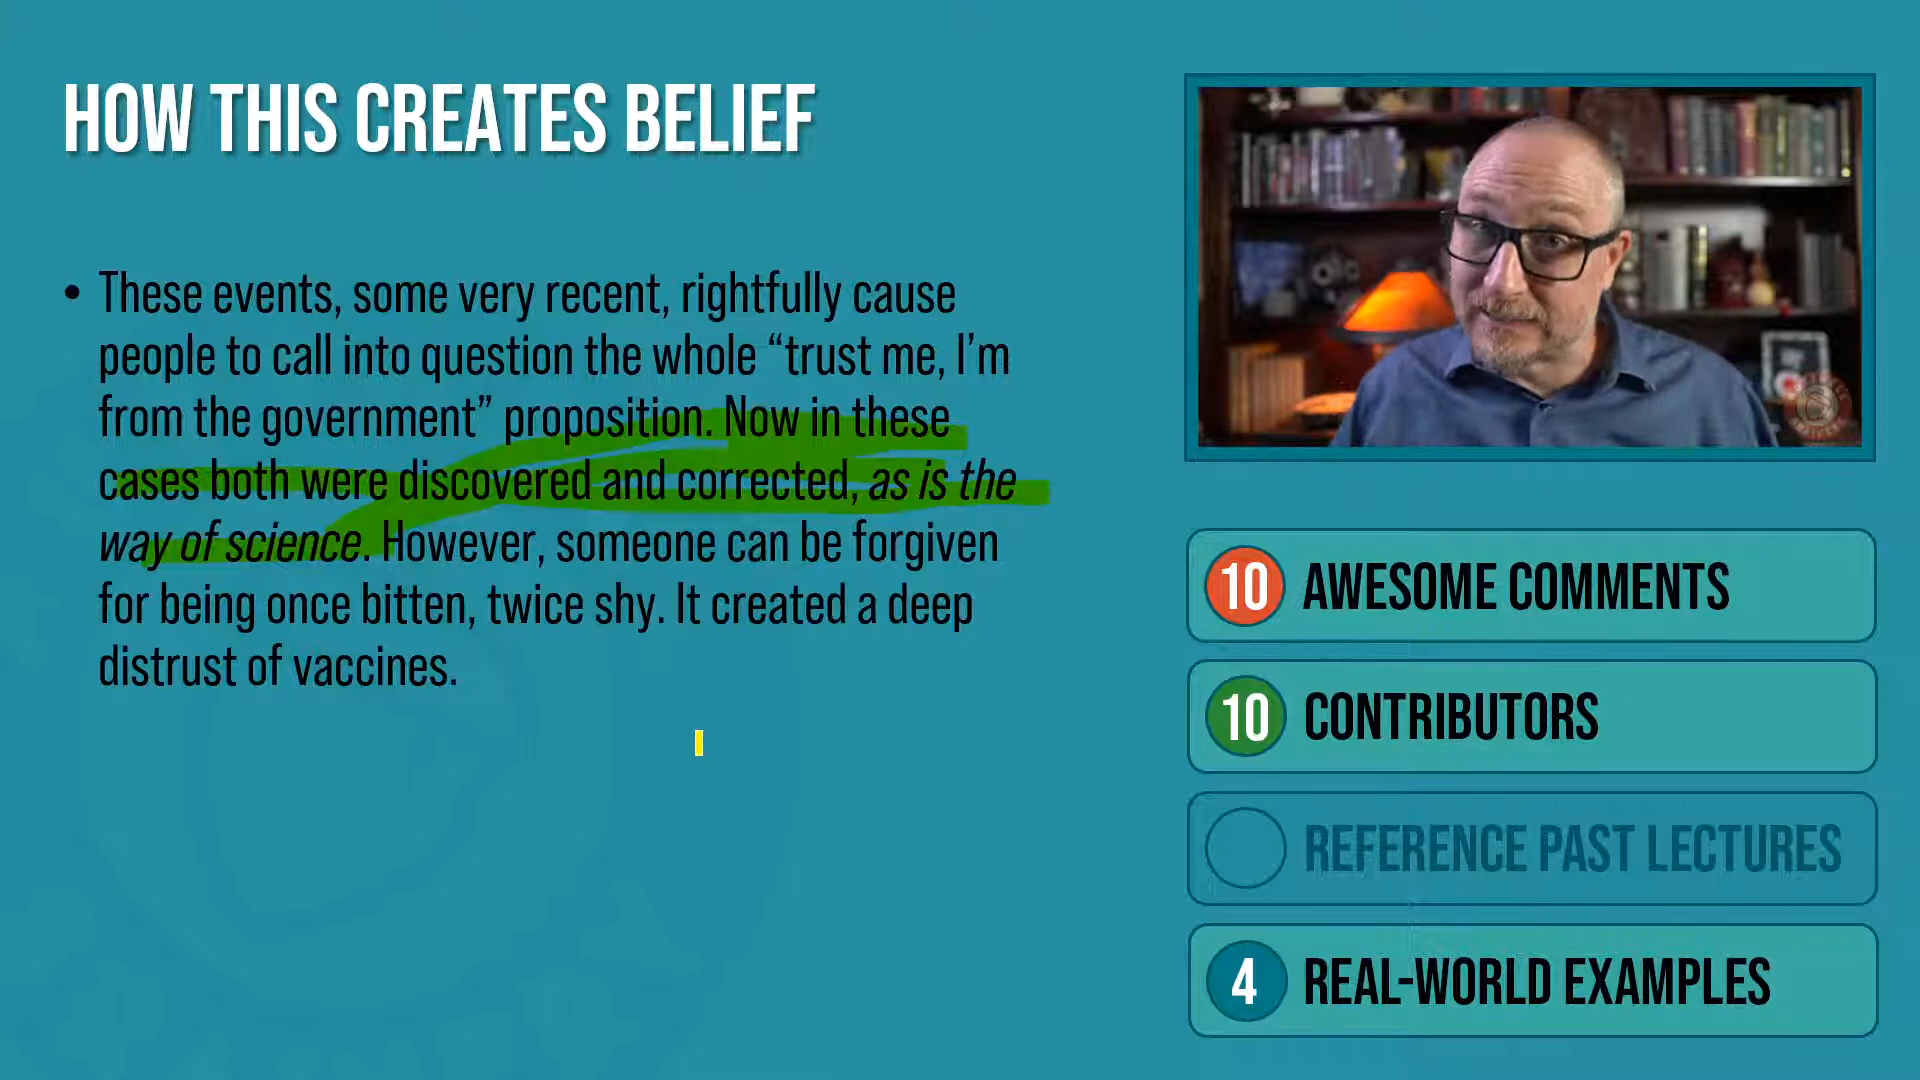 HOW THIS CREATES BELIEF
• These events, some very recent, rightfully cause
people to call into question the whole “trust me, I’m
from the government” proposition. Now in these
cases both were discovered and corrected, as is the
way of science. However, someone can be forgiven
for being once bitten, twice shy. It created a deep
distrust of vaccines.
10 AWESOME COMMENTS
10 CONTRIBUTORS
REFERENCE PAST LECTURES
4 REAL-WORLD EXAMPLES